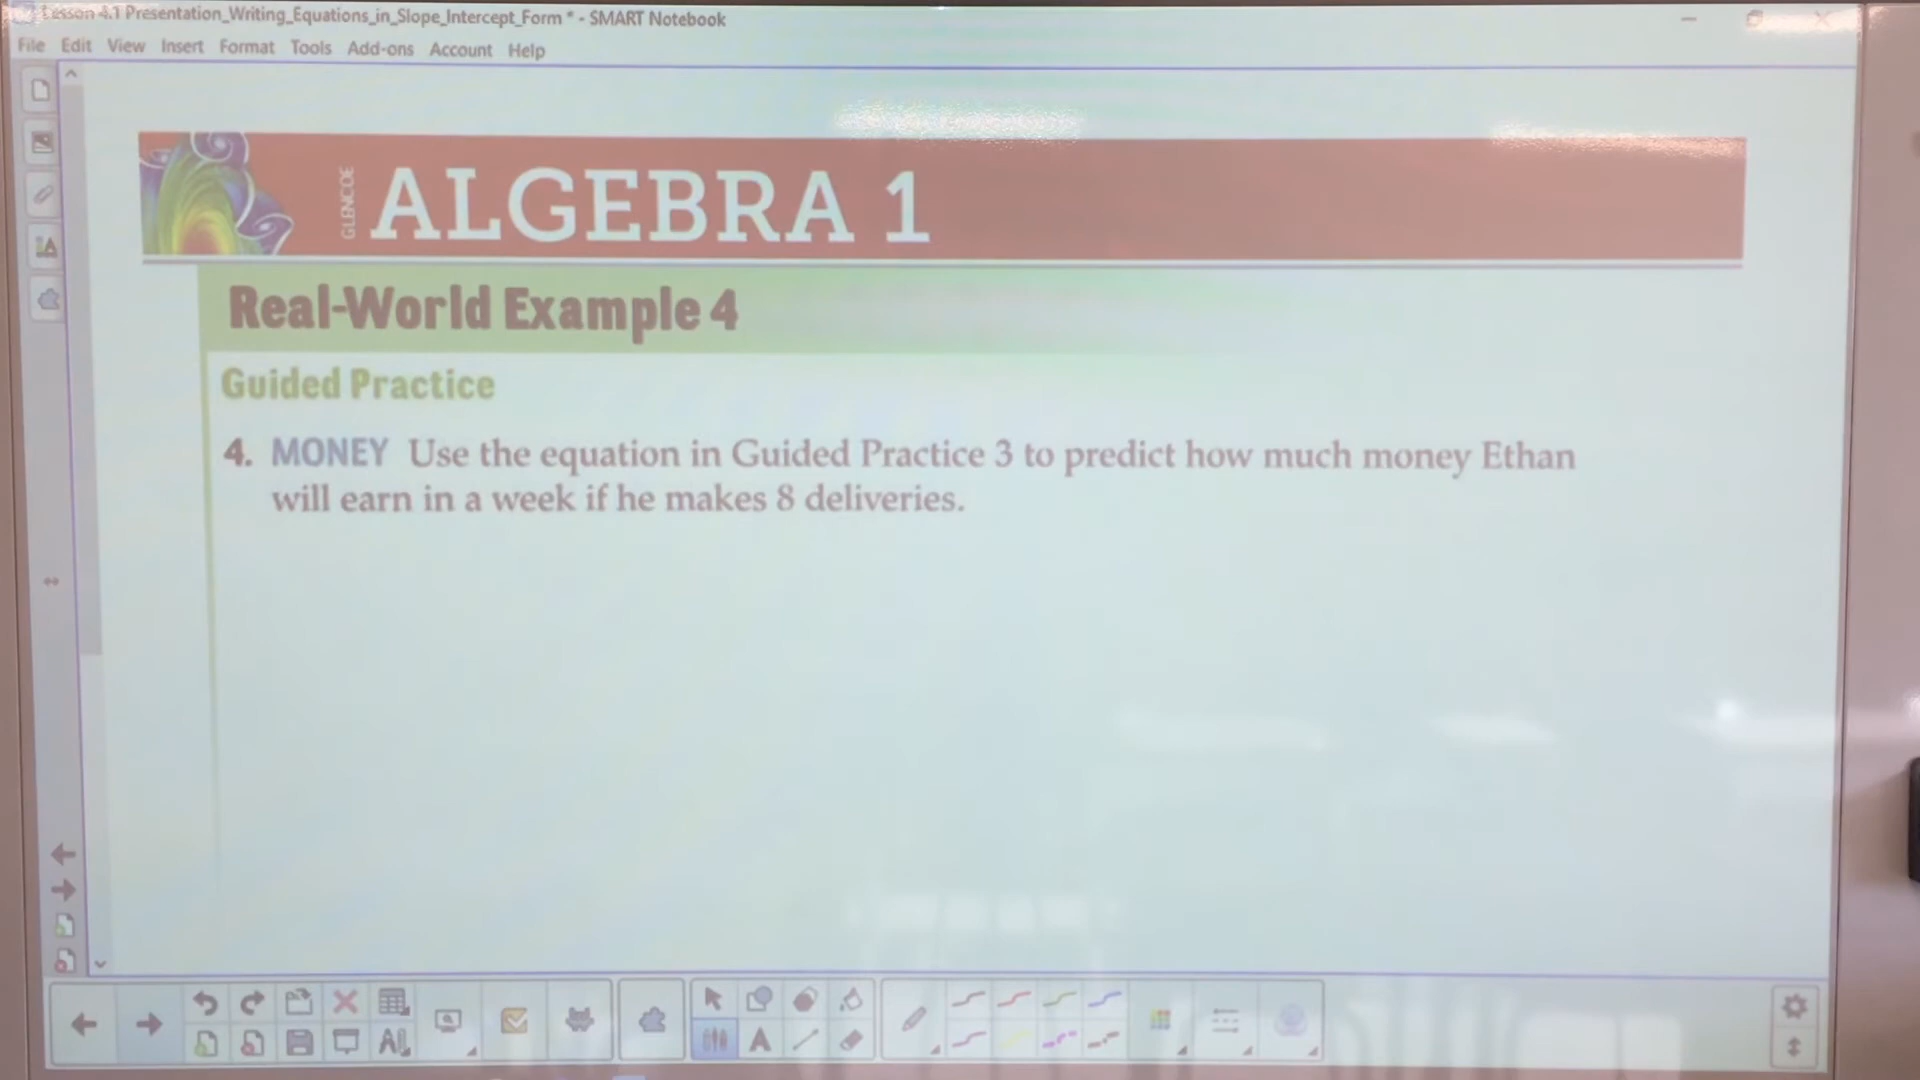 Lesson 4.1 Presentation_Writing_Equations_in_Slope_Intercept_Form * - SMART Notebook
File Edit View Insert Format Tools Add-ons Account Help
GLENCOE ALGEBRA 1
Real-World Example 4
Guided Practice
4. MONEY Use the equation in Guided Practice 3 to predict how much money Ethan
will earn in a week if he makes 8 deliveries.